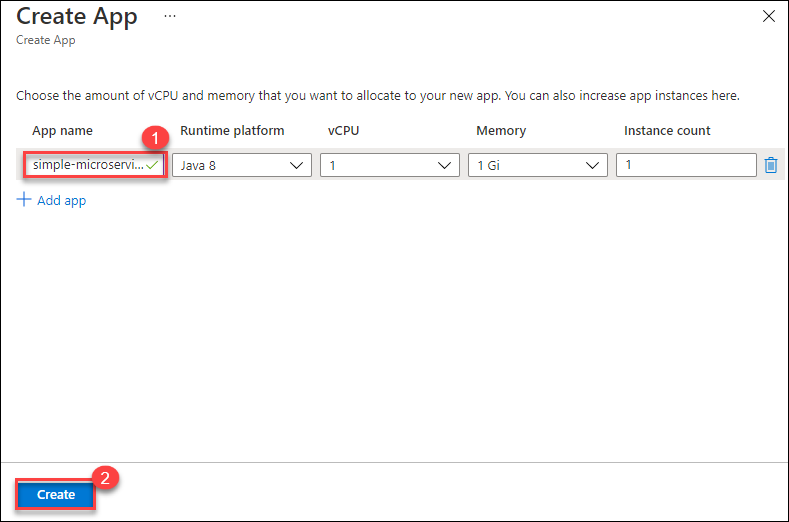 Create App ...
Create App
Choose the amount of vCPU and memory that you want to allocate to your new app. You can also increase app instances here.
App name 1 Runtime platform vCPU Memory Instance count
simple-microservi... Java 8 1 1 Gi 1
+ Add app
2
Create